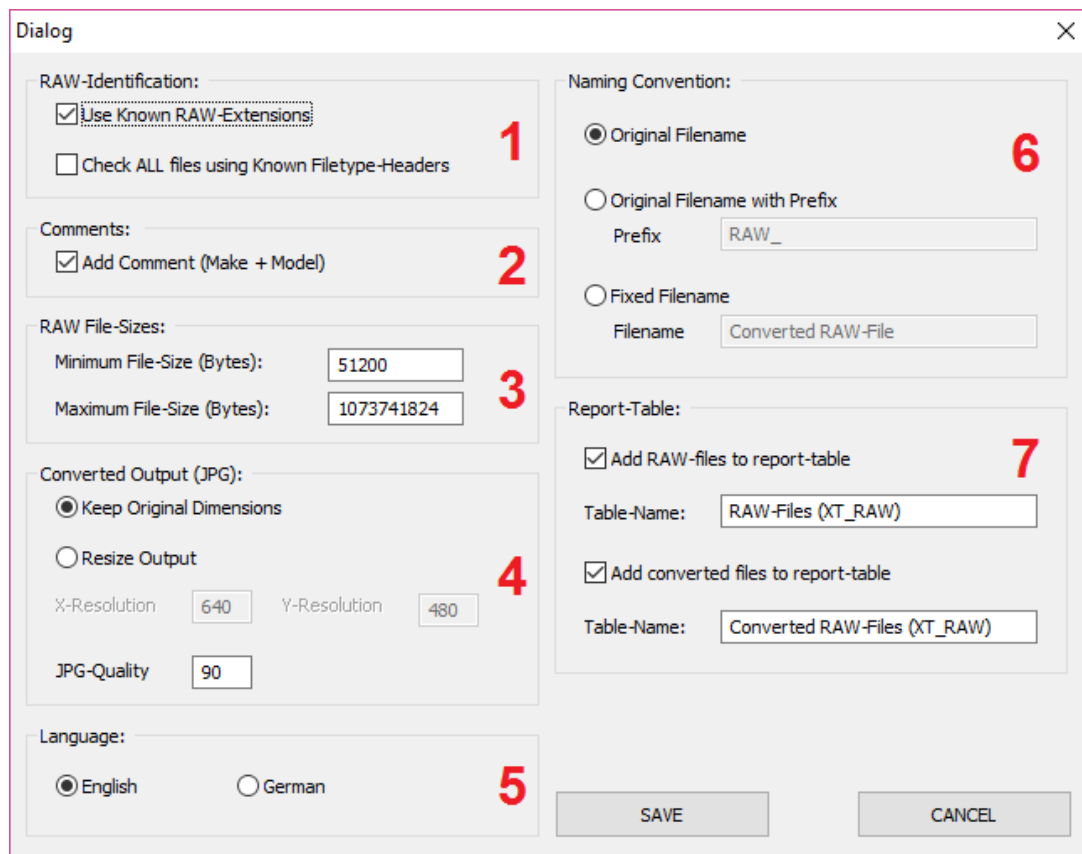 Dialog
RAW-Identification:
Use Known RAW-Extensions
Check ALL files using Known Filetype-Headers
1
Comments:
Add Comment (Make + Model)
2
RAW File-Sizes:
Minimum File-Size (Bytes): 51200
Maximum File-Size (Bytes): 1073741824
3
Converted Output (JPG):
Keep Original Dimensions
Resize Output
4
X-Resolution 640 Y-Resolution 480
JPG-Quality 90
Language:
English German
5
Naming Convention:
Original Filename
6
Original Filename with Prefix
Prefix RAW_
Fixed Filename
Filename Converted RAW-File
Report-Table:
Add RAW-files to report-table
7
Table-Name: RAW-Files (XT_RAW)
Add converted files to report-table
Table-Name: Converted RAW-Files (XT_RAW)
SAVE CANCEL